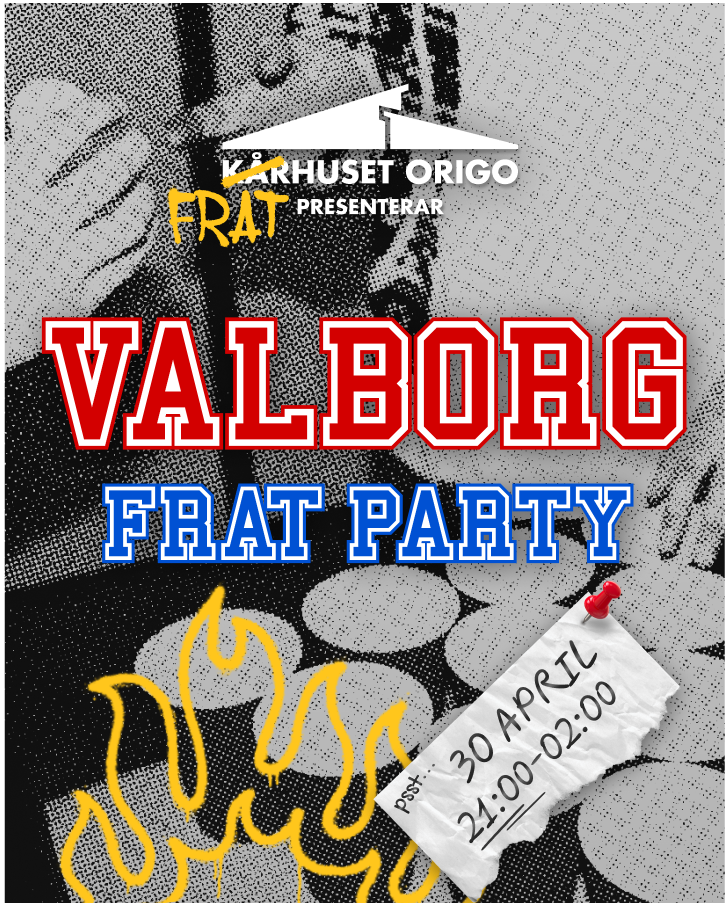 KÅRHUSET ORIGO
FRAT
PRESENTERAR
VALBORG
FRAT PARTY
psst...
30 APRIL
21:00-02:00